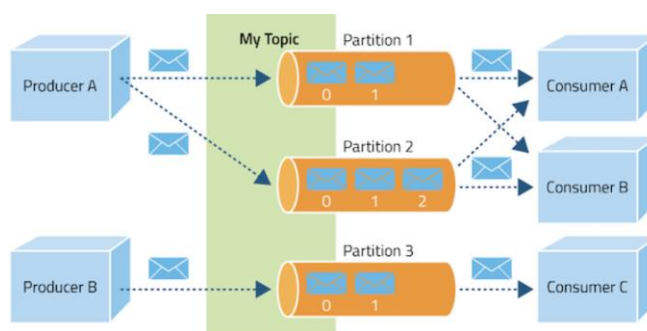 My Topic
Partition 1
Producer A
0 1
Consumer A
Partition 2
0 1 2
Consumer B
Partition 3
Producer B
0 1
Consumer C